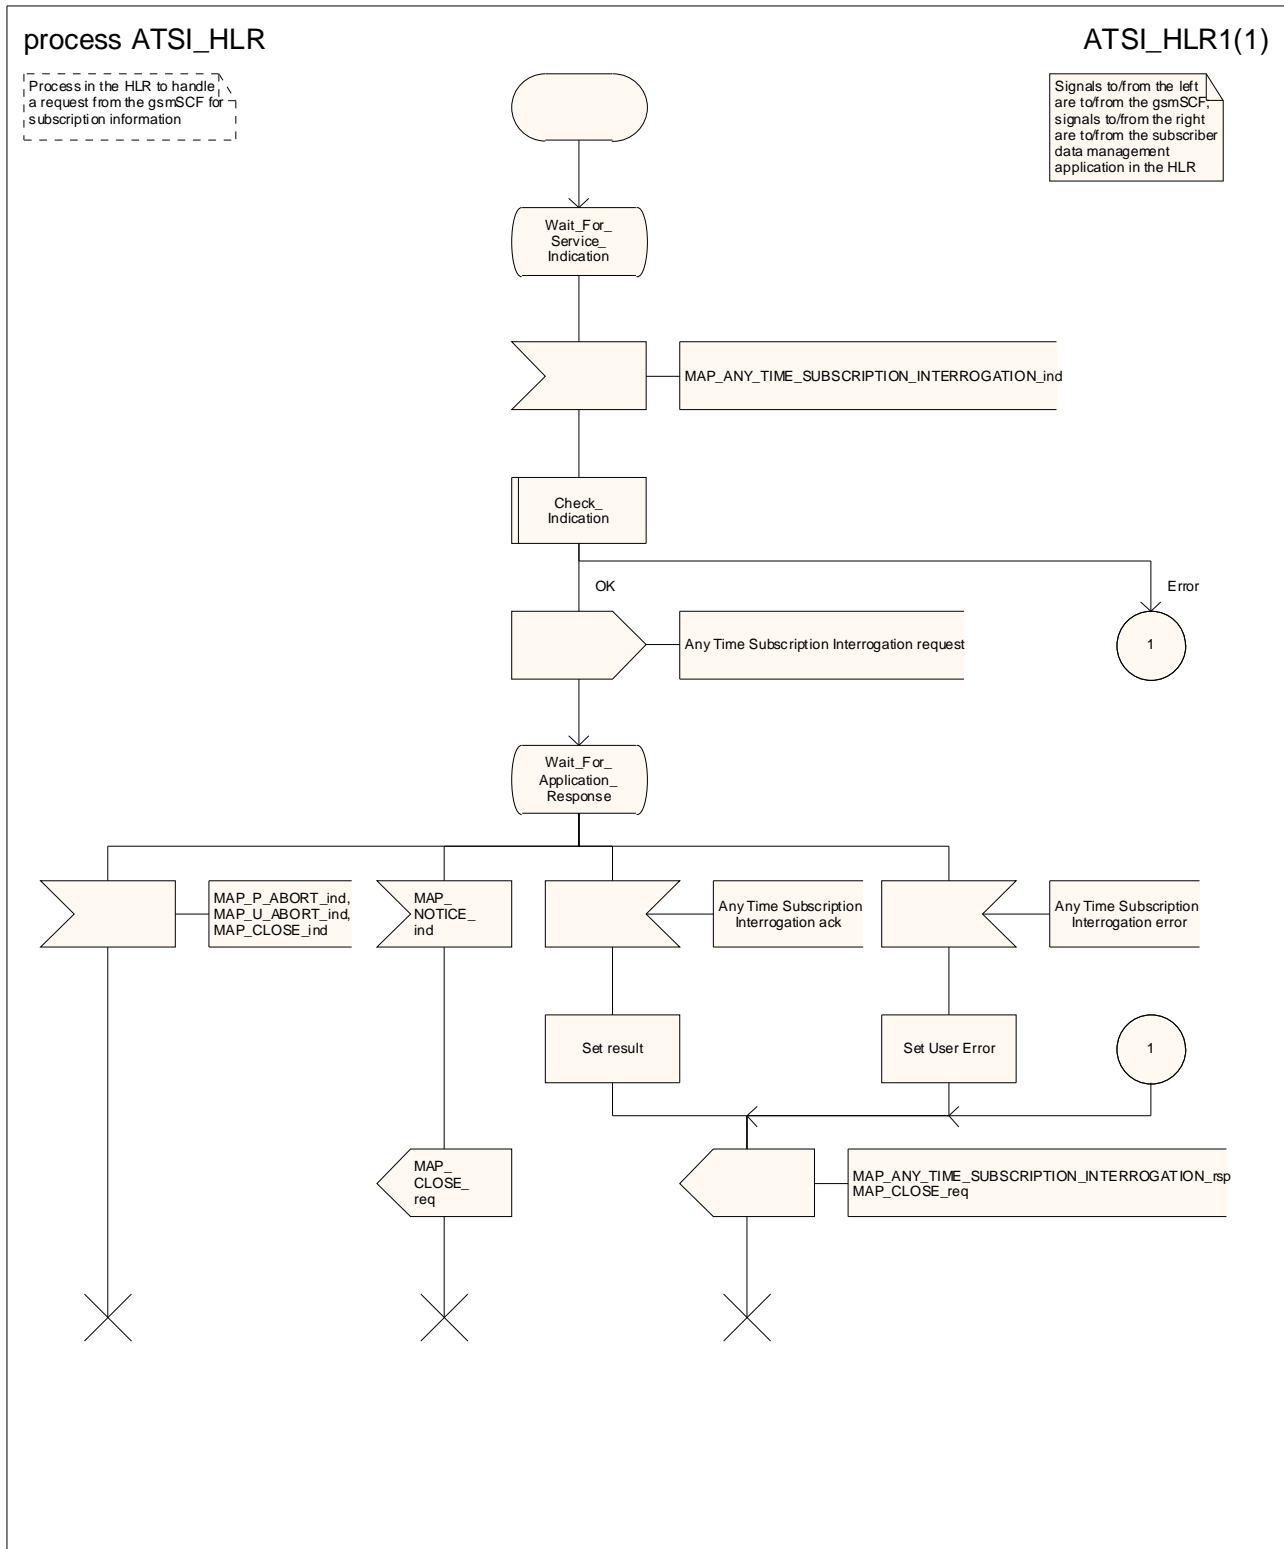 process ATSI_HLR
ATSI_HLR1(1)
Process in the HLR to handle
a request from the gsmSCF for
subscription information
Signals to/from the left
are to/from the gsmSCF,
signals to/from the right
are to/from the subscriber
data management
application in the HLR
Wait_For_
Service_
Indication
MAP_ANY_TIME_SUBSCRIPTION_INTERROGATION_ind
Check_
Indication
OK
Error
Any Time Subscription Interrogation request
1
Wait_For_
Application_
Response
MAP_P_ABORT_ind,
MAP_U_ABORT_ind,
MAP_CLOSE_ind
MAP_
NOTICE_
ind
Any Time Subscription
Interrogation ack
Any Time Subscription
Interrogation error
Set result
Set User Error
1
MAP_
CLOSE_
req
MAP_ANY_TIME_SUBSCRIPTION_INTERROGATION_rsp
MAP_CLOSE_req